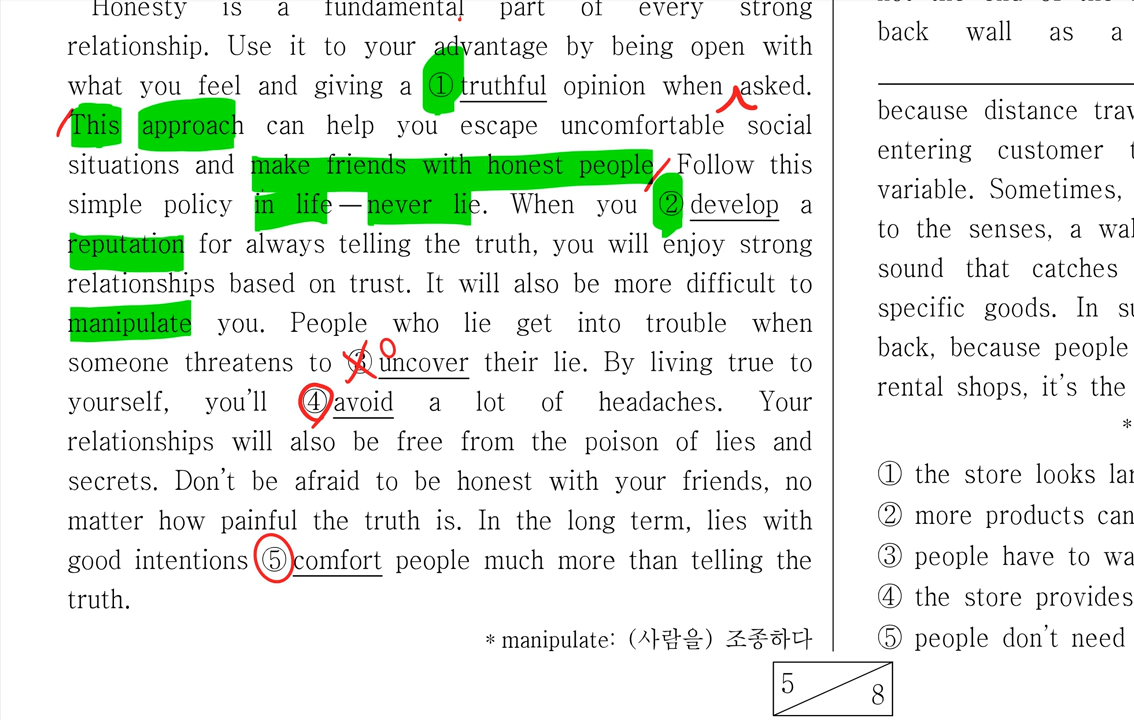 Honesty is a fundamental part of every strong
relationship. Use it to your advantage by being open with
what you feel and giving a ① truthful opinion when asked.
This approach can help you escape uncomfortable social
situations and make friends with honest people. Follow this
simple policy in life—never lie. When you ② develop a
reputation for always telling the truth, you will enjoy strong
relationships based on trust. It will also be more difficult to
manipulate you. People who lie get into trouble when
someone threatens to ③ uncover their lie. By living true to
yourself, you'll ④ avoid a lot of headaches. Your
relationships will also be free from the poison of lies and
secrets. Don't be afraid to be honest with your friends, no
matter how painful the truth is. In the long term, lies with
good intentions ⑤ comfort people much more than telling the
truth.
* manipulate: (사람을) 조종하다
5
8
back wall as a
because distance
entering customer
variable. Sometimes,
to the senses, a
sound that catches
specific goods. In
back, because people
rental shops, it's the
*
① the store looks
② more products can
③ people have to
④ the store provides
⑤ people don't need